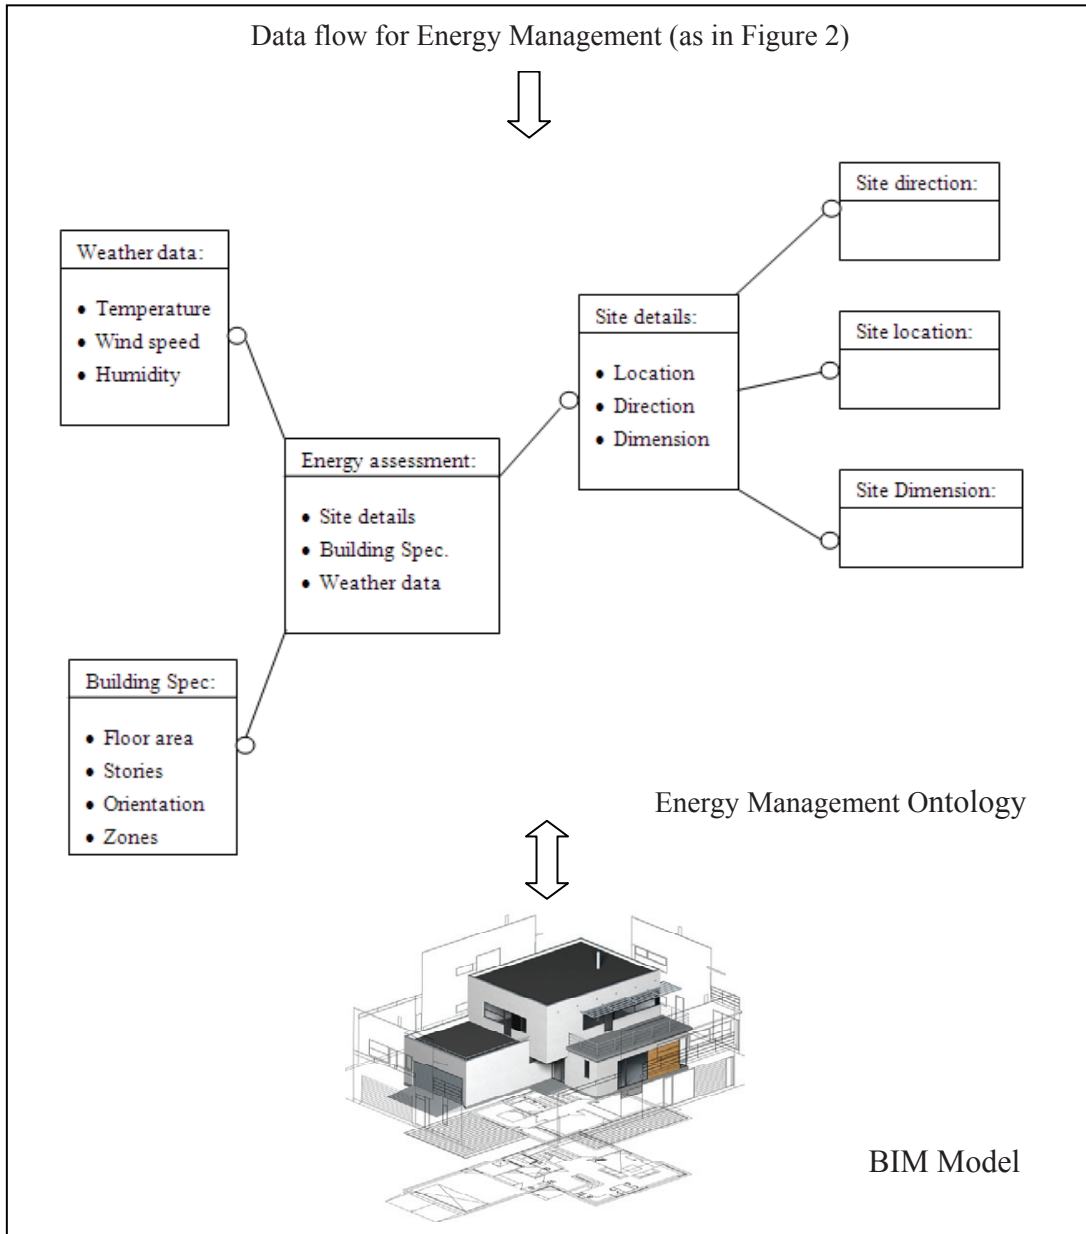 Data flow for Energy Management (as in Figure 2)
Site direction:
Weather data:
• Temperature
• Wind speed
• Humidity
Site details:
• Location
• Direction
• Dimension
Site location:
Energy assessment:
• Site details
• Building Spec.
• Weather data
Site Dimension:
Building Spec:
• Floor area
• Stories
• Orientation
• Zones
Energy Management Ontology
BIM Model